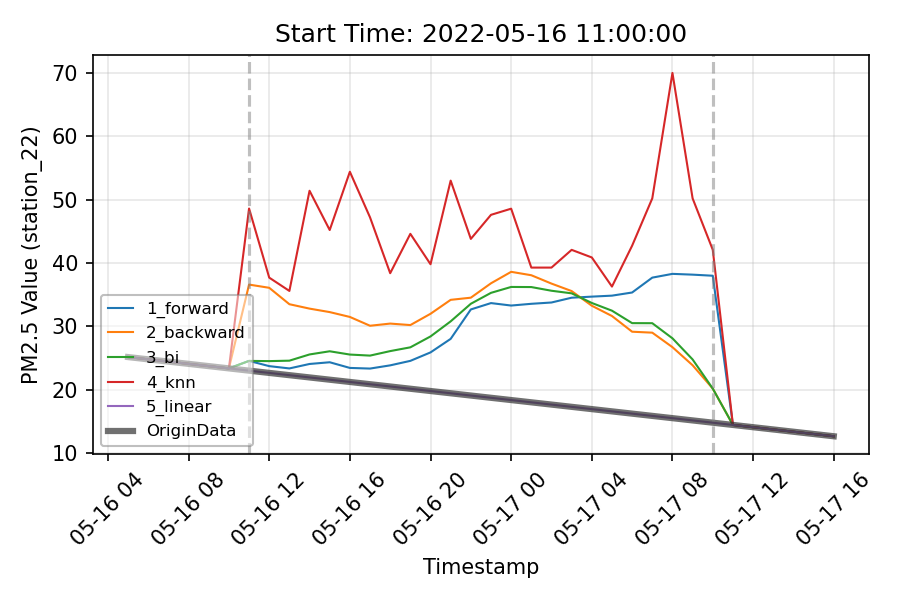 Start Time: 2022-05-16 11:00:00
PM2.5 Value (station_22)
70
60
50
40
30
20
10
1_forward
2_backward
3_bi
4_knn
5_linear
OriginData
05-16 04
05-16 08
05-16 12
05-16 16
05-16 20
05-17 00
05-17 04
05-17 08
05-17 12
05-17 16
Timestamp